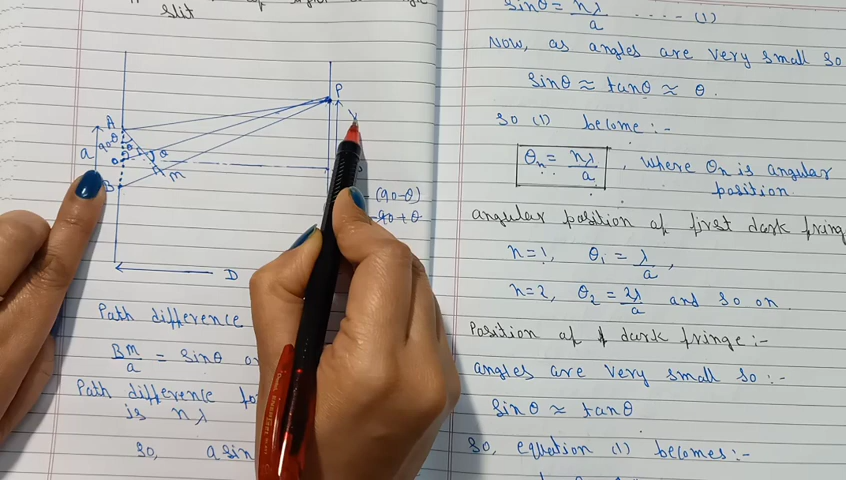 slit
A
90-θ
θ
θ
a
O
B
M
P
y
D
(90-θ)
-90+θ
Path difference
BM/a = sinθ
Path difference
is nλ
so, a sin
sinθ = nλ/a ---- (1)
Now, as angles are very small so
sinθ ≈ tanθ ≈ θ.
so (1) become :-
θn = nλ/a , where θn is angular
position.
angular position of first dark fring
n=1, θ1 = λ/a,
n=2, θ2 = 2λ/a and so on.
Position of dark fringe:-
angles are very small so :-
sinθ ≈ tanθ
so, equation (1) becomes:-